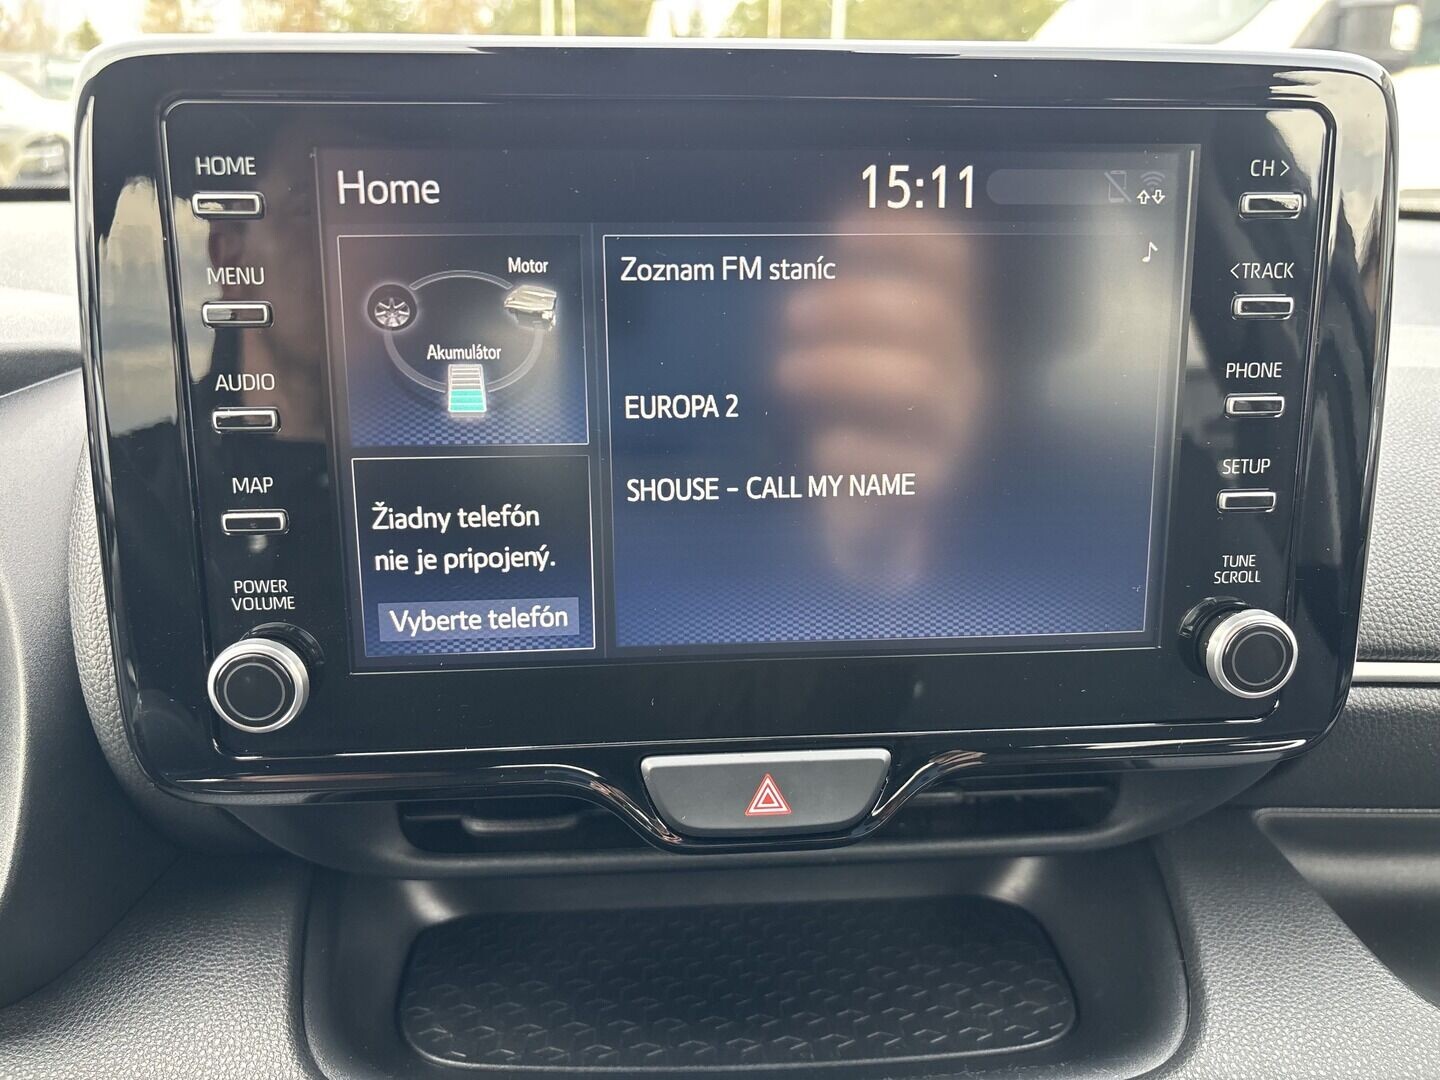 HOME
MENU
AUDIO
MAP
POWER
VOLUME
Home
15:11
Motor
Akumulátor
Žiadny telefón
nie je pripojený.
Vyberte telefón
Zoznam FM staníc
EUROPA 2
SHOUSE - CALL MY NAME
CH >
< TRACK
PHONE
SETUP
TUNE
SCROLL